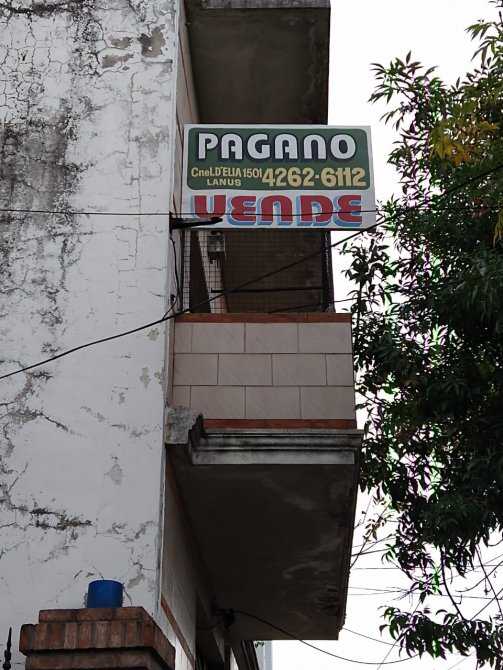 PAGANO
Cnel.D'ELIA 1501 4262-6112
LANUS
VENDE